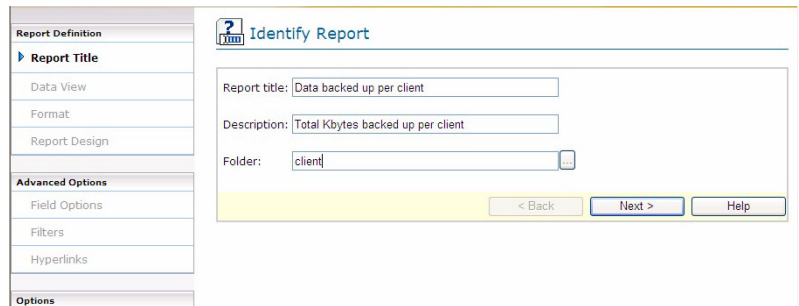 Report Definition
Report Title
Data View
Format
Report Design
Advanced Options
Field Options
Filters
Hyperlinks
Options
Identify Report
Report title: Data backed up per client
Description: Total Kbytes backed up per client
Folder: client ...
< Back Next > Help